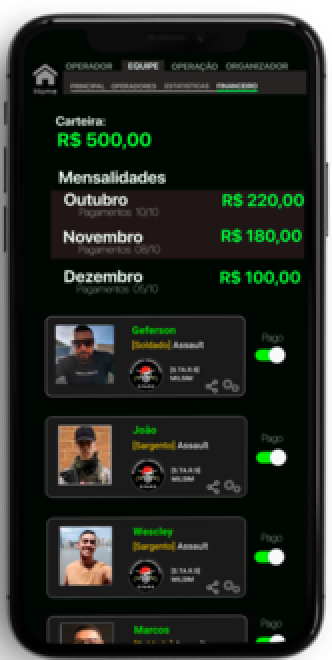 OPERADOR EQUIPE OPERAÇÃO ORGANIZADOR
Home
PRINCIPAL OPERADORES ESTATISTICAS FINANCEIRO
Carteira:
R$ 500,00
Mensalidades
Outubro R$ 220,00
Pagamentos 10/10
Novembro R$ 180,00
Pagamentos 08/10
Dezembro R$ 100,00
Pagamentos 05/10
Geferson
[Soldado] Assault
[S.T.A.R.S]
MILSIM
Pago
João
[Sargento] Assault
[S.T.A.R.S]
MILSIM
Pago
Wescley
[Sargento] Assault
[S.T.A.R.S]
MILSIM
Pago
Marcos
Pago